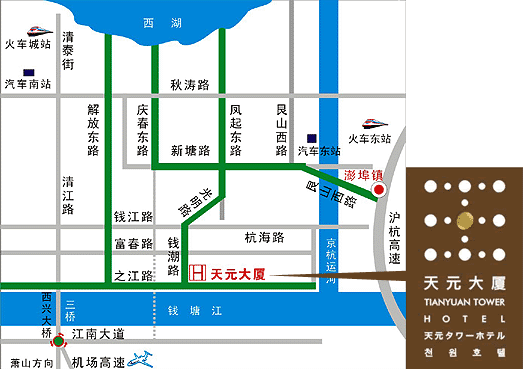 西湖
火车城站
清泰街
汽车南站
秋涛路
解放东路
庆春东路
凤起东路
艮山西路
火车东站
汽车东站
新塘路
澎埠镇
艮山西路
清江路
光明路
沪杭高速
钱江路
富春路
钱潮路
杭海路
京杭运河
之江路
天元大厦
西兴大桥
三桥
钱塘江
江南大道
萧山方向
机场高速
天元大厦
TIANYUAN TOWER
HOTEL
天元タワーホテル
천원호텔